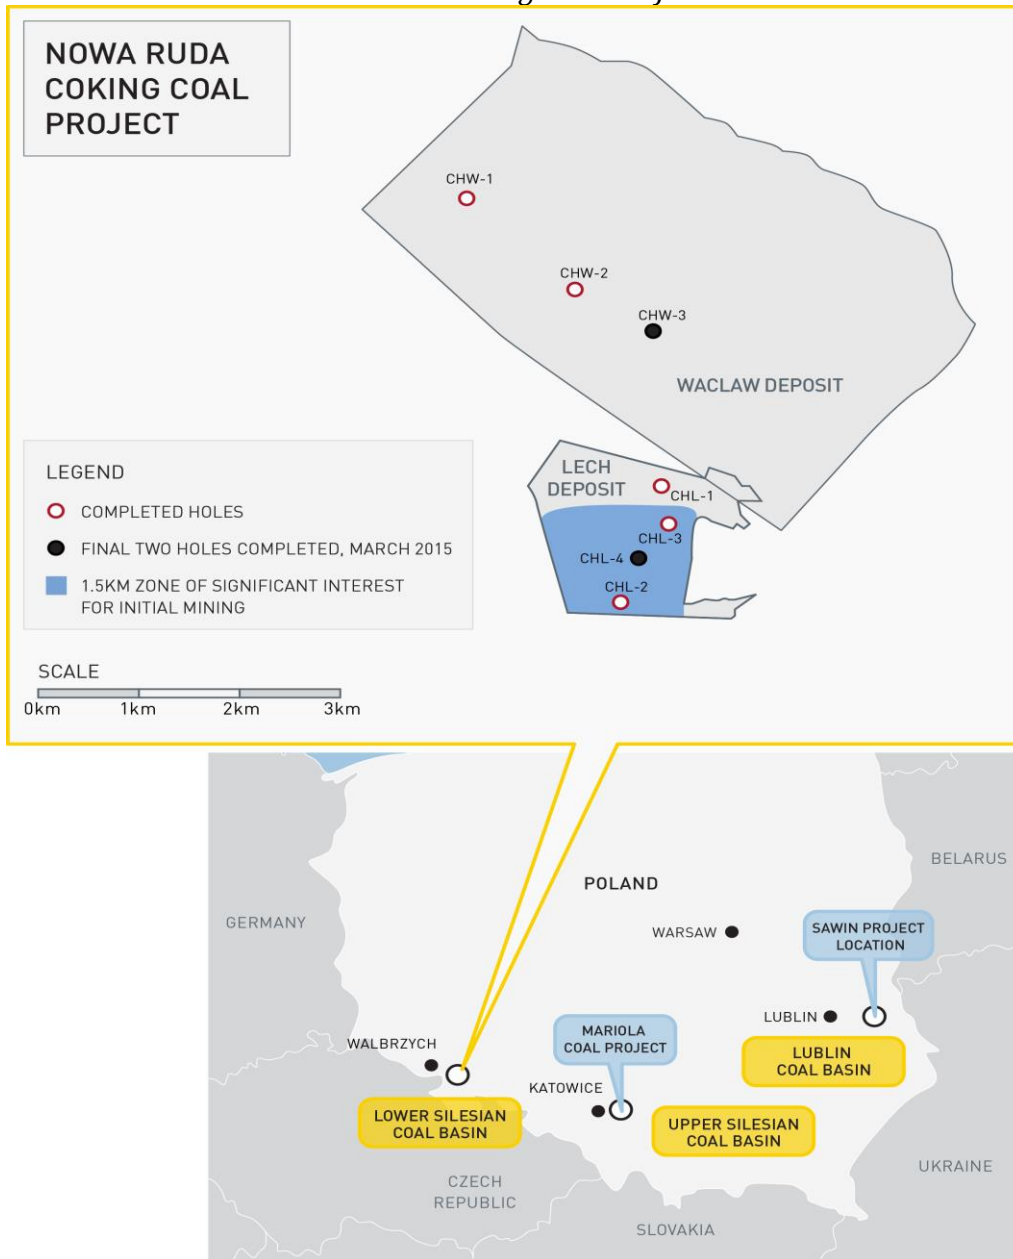 NOWA RUDA
COKING COAL
PROJECT
CHW-1
CHW-2
CHW-3
WACLAW DEPOSIT
LECH
DEPOSIT
CHL-1
CHL-3
CHL-4
CHL-2
LEGEND
COMPLETED HOLES
FINAL TWO HOLES COMPLETED, MARCH 2015
1.5KM ZONE OF SIGNIFICANT INTEREST
FOR INITIAL MINING
SCALE
0km 1km 2km 3km
BELARUS
POLAND
GERMANY
WARSAW
SAWIN PROJECT
LOCATION
LUBLIN
MARIOLA
COAL PROJECT
WALBRZYCH
LUBLIN
COAL BASIN
KATOWICE
LOWER SILESIAN
COAL BASIN
UPPER SILESIAN
COAL BASIN
UKRAINE
CZECH
REPUBLIC
SLOVAKIA